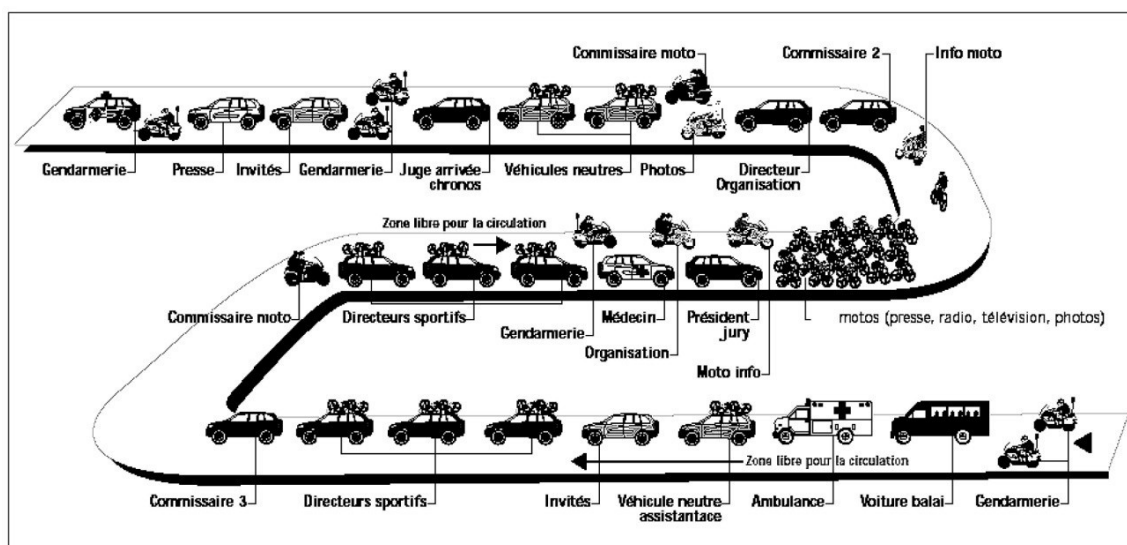 Commissaire moto
Commissaire 2
Info moto
Gendarmerie
Presse
Invités
Gendarmerie
Juge arrivée
chronos
Véhicules neutres
Photos
Directeur
Organisation
Zone libre pour la circulation
Commissaire moto
Directeurs sportifs
Gendarmerie
Médecin
Organisation
Président
jury
Moto info
motos (presse, radio, télévision, photos)
Commissaire 3
Directeurs sportifs
Invités
Véhicule neutre
assistantace
Zone libre pour la circulation
Ambulance
Voiture balai
Gendarmerie